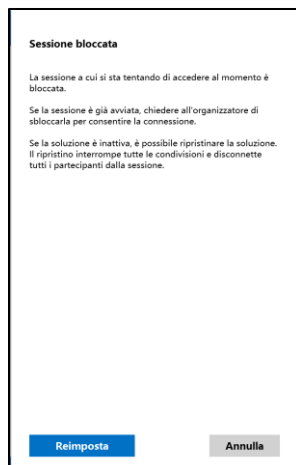 Sessione bloccata
La sessione a cui si sta tentando di accedere al momento è
bloccata.
Se la sessione è già avviata, chiedere all'organizzatore di
sbloccarla per consentire la connessione.
Se la soluzione è inattiva, è possibile ripristinare la soluzione.
Il ripristino interrompe tutte le condivisioni e disconnette
tutti i partecipanti dalla sessione.
Reimposta
Annulla